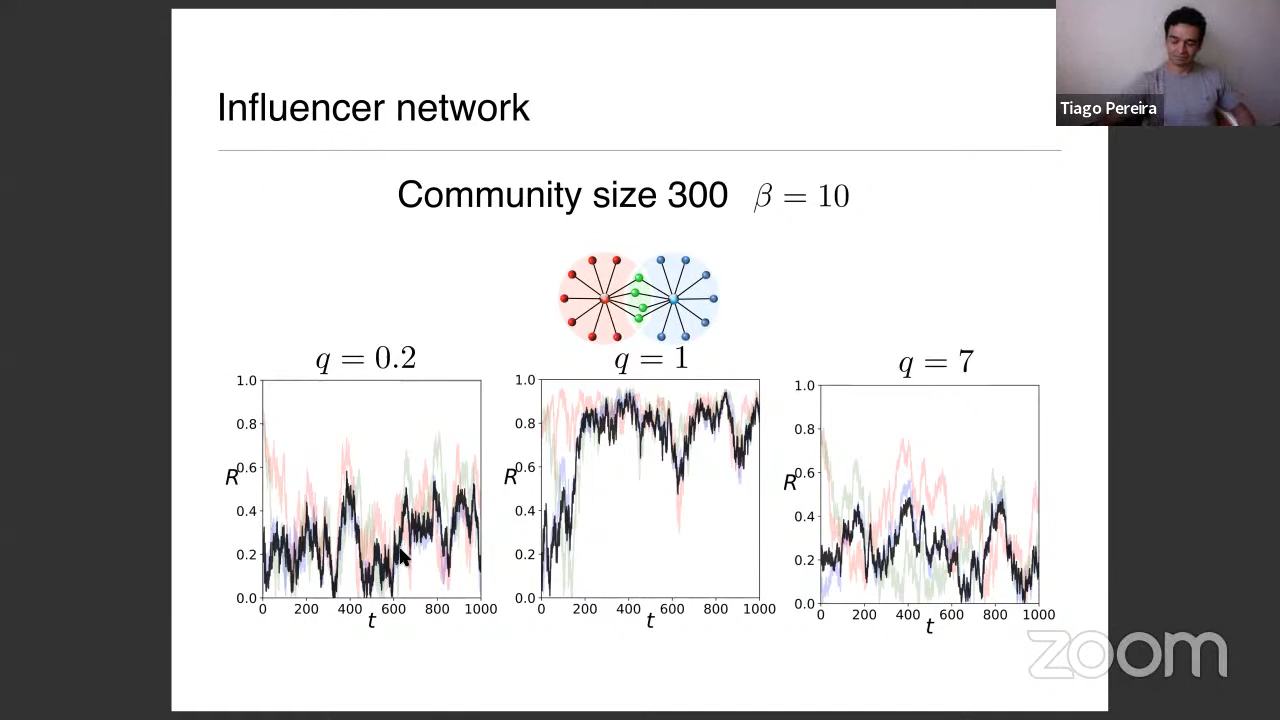 Tiago Pereira
Influencer network
Community size 300 β = 10
q = 0.2
q = 1
q = 7
1.0
0.8
0.6
0.4
0.2
0.0
R
0 200 400 600 800 1000
t
1.0
0.8
0.6
0.4
0.2
0.0
R
0 200 400 600 800 1000
t
1.0
0.8
0.6
0.4
0.2
0.0
R
0 200 400 600 800 1000
t
zoom